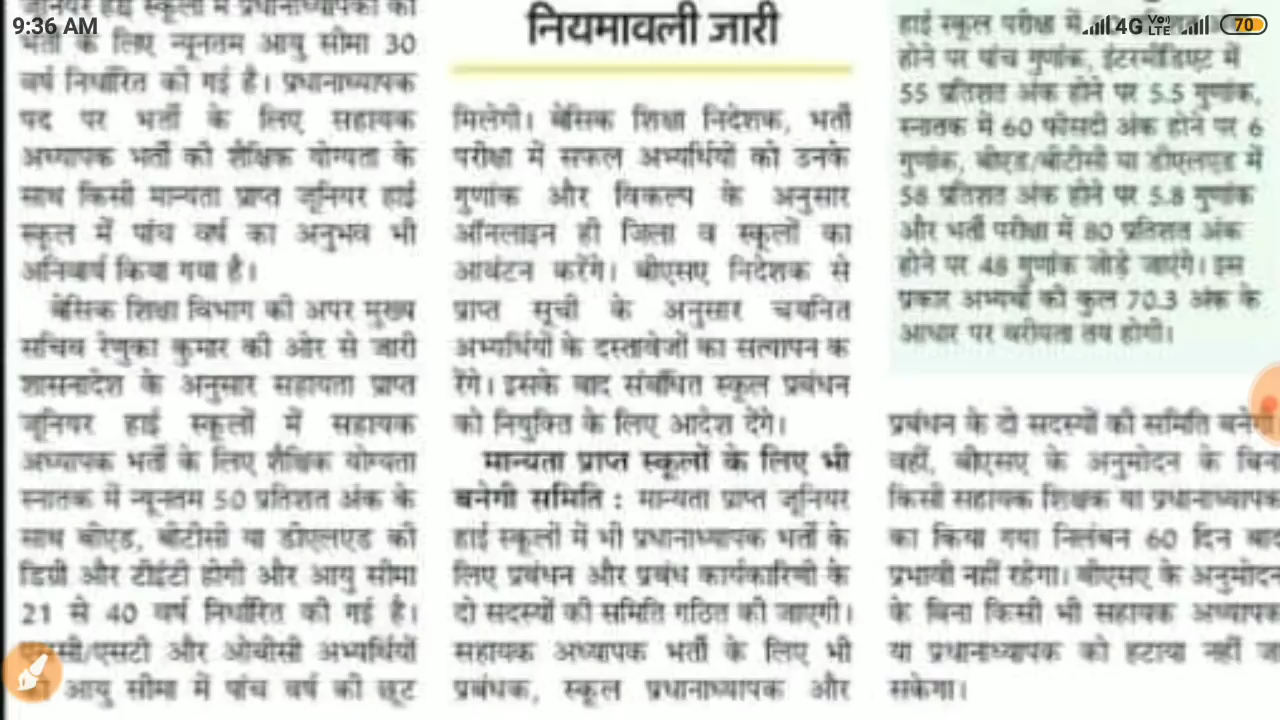 9:36 AM
4G VoLTE 70
जूनियर हाई स्कूलों में प्रधानाध्यापकों की
भर्ती के लिए न्यूनतम आयु सीमा 30
वर्ष निर्धारित की गई है। प्रधानाध्यापक
पद पर भर्ती के लिए सहायक
अध्यापक भर्ती की शैक्षिक योग्यता के
साथ किसी मान्यता प्राप्त जूनियर हाई
स्कूल में पांच वर्ष का अनुभव भी
अनिवार्य किया गया है।
बेसिक शिक्षा विभाग की अपर मुख्य
सचिव रेणुका कुमार की ओर से जारी
शासनादेश के अनुसार सहायता प्राप्त
जूनियर हाई स्कूलों में सहायक
अध्यापक भर्ती के लिए शैक्षिक योग्यता
स्नातक में न्यूनतम 50 प्रतिशत अंक के
साथ बीएड, बीटीसी या डीएलएड की
डिग्री और टीईटी होगी और आयु सीमा
21 से 40 वर्ष निर्धारित की गई है।
एससी/एसटी और ओबीसी अभ्यर्थियों
आयु सीमा में पांच वर्ष की छूट
नियमावली जारी
मिलेगी। बेसिक शिक्षा निदेशक, भर्ती
परीक्षा में सफल अभ्यर्थियों को उनके
गुणांक और विकल्प के अनुसार
ऑनलाइन ही जिला व स्कूलों का
आवंटन करेंगे। बीएसए निदेशक से
प्राप्त सूची के अनुसार चयनित
अभ्यर्थियों के दस्तावेजों का सत्यापन क
रेंगे। इसके बाद संबंधित स्कूल प्रबंधन
को नियुक्ति के लिए आदेश देंगे।
मान्यता प्राप्त स्कूलों के लिए भी
बनेगी समिति : मान्यता प्राप्त जूनियर
हाई स्कूलों में भी प्रधानाध्यापक भर्ती के
लिए प्रबंधन और प्रबंध कार्यकारिणी के
दो सदस्यों की समिति गठित की जाएगी।
सहायक अध्यापक भर्ती के लिए भी
प्रबंधक, स्कूल प्रधानाध्यापक और
हाई स्कूल परीक्षा में
होने पर पांच गुणांक, इंटरमीडिएट में
55 प्रतिशत अंक होने पर 5.5 गुणांक,
स्नातक में 60 फीसदी अंक होने पर 6
गुणांक, बीएड/बीटीसी या डीएलएड में
58 प्रतिशत अंक होने पर 5.8 गुणांक
और भर्ती परीक्षा में 80 प्रतिशत अंक
होने पर 48 गुणांक जोड़े जाएंगे। इस
प्रकार अभ्यर्थी की कुल 70.3 अंक के
आधार पर वरीयता तय होगी।
प्रबंधन के दो सदस्यों की समिति बनेगी
वहीं, बीएसए के अनुमोदन के बिना
किसी सहायक शिक्षक या प्रधानाध्यापक
का किया गया निलंबन 60 दिन बाद
प्रभावी नहीं रहेगा। बीएसए के अनुमोदन
के बिना किसी भी सहायक अध्यापक
या प्रधानाध्यापक को हटाया नहीं जा
सकेगा।